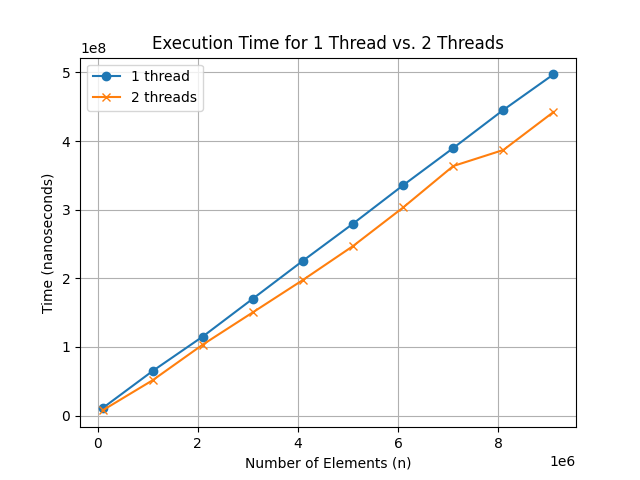 Execution Time for 1 Thread vs. 2 Threads
1e8
1 thread
2 threads
5
4
3
2
1
0
Time (nanoseconds)
0 2 4 6 8
Number of Elements (n)
1e6